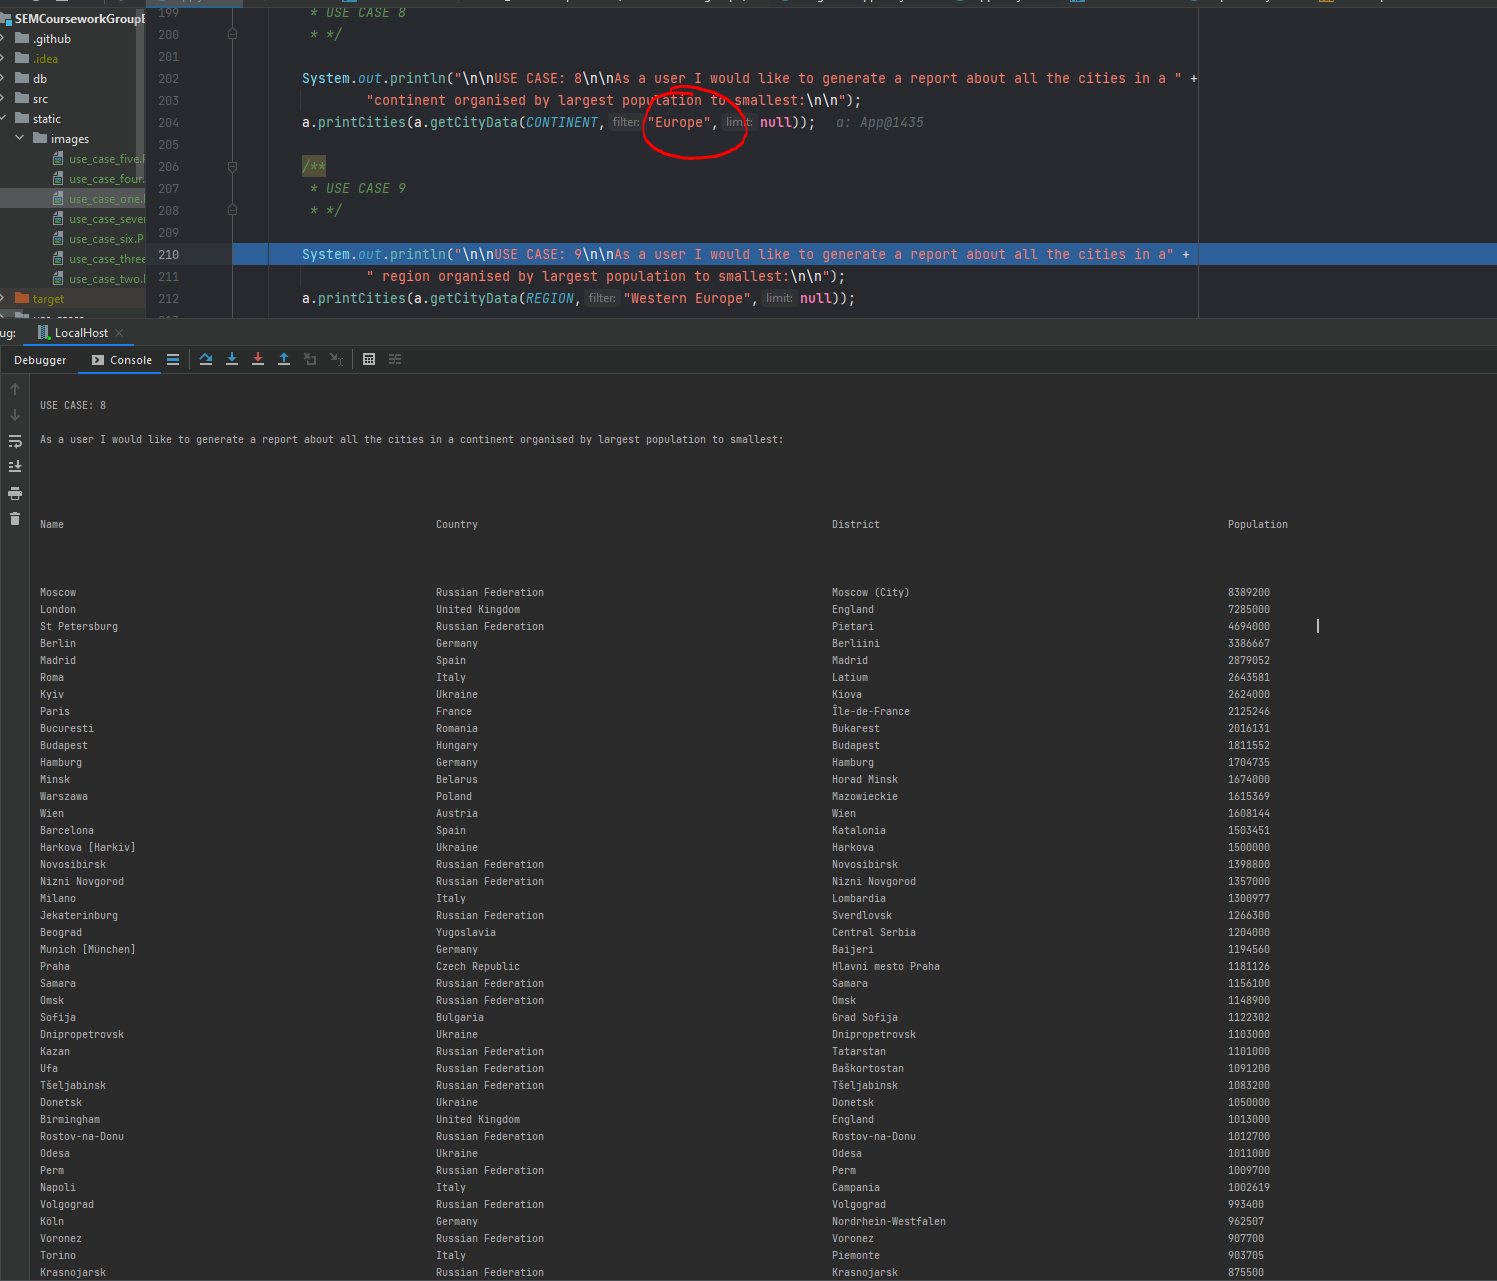 SEMCourseworkGroup
.github
.idea
db
src
static
images
use_case_five.
use_case_four.
use_case_one.
use_case_seve
use_case_six.P
use_case_three
use_case_two.
target
199 * USE CASE 8
200 * */
201
202 System.out.println("\n\nUSE CASE: 8\n\nAs a user I would like to generate a report about all the cities in a " +
203 "continent organised by largest population to smallest:\n\n");
204 a.printCities(a.getCityData(CONTINENT, filter: "Europe", limit: null)); a: App@1435
205
206 /**
207 * USE CASE 9
208 * */
209
210 System.out.println("\n\nUSE CASE: 9\n\nAs a user I would like to generate a report about all the cities in a" +
211 " region organised by largest population to smallest:\n\n");
212 a.printCities(a.getCityData(REGION, filter: "Western Europe", limit: null));
ug: LocalHost
Debugger Console
USE CASE: 8
As a user I would like to generate a report about all the cities in a continent organised by largest population to smallest:
Name Country District Population
Moscow Russian Federation Moscow (City) 8389200
London United Kingdom England 7285000
St Petersburg Russian Federation Pietari 4694000
Berlin Germany Berliini 3386667
Madrid Spain Madrid 2879052
Roma Italy Latium 2643581
Kyiv Ukraine Kiova 2624000
Paris France Île-de-France 2125246
Bucuresti Romania Bukarest 2016131
Budapest Hungary Budapest 1811552
Hamburg Germany Hamburg 1704735
Minsk Belarus Horad Minsk 1674000
Warszawa Poland Mazowieckie 1615369
Wien Austria Wien 1608144
Barcelona Spain Katalonia 1503451
Harkova [Harkiv] Ukraine Harkova 1500000
Novosibirsk Russian Federation Novosibirsk 1398800
Nizni Novgorod Russian Federation Nizni Novgorod 1357000
Milano Italy Lombardia 1300977
Jekaterinburg Russian Federation Sverdlovsk 1266300
Beograd Yugoslavia Central Serbia 1204000
Munich [München] Germany Baijeri 1194560
Praha Czech Republic Hlavní mesto Praha 1181126
Samara Russian Federation Samara 1156100
Omsk Russian Federation Omsk 1148900
Sofija Bulgaria Grad Sofija 1122302
Dnipropetrovsk Ukraine Dnipropetrovsk 1103000
Kazan Russian Federation Tatarstan 1101000
Ufa Russian Federation Baškortostan 1091200
Tšeljabinsk Russian Federation Tšeljabinsk 1083200
Donetsk Ukraine Donetsk 1050000
Birmingham United Kingdom England 1013000
Rostov-na-Donu Russian Federation Rostov-na-Donu 1012700
Odesa Ukraine Odesa 1011000
Perm Russian Federation Perm 1009700
Napoli Italy Campania 1002619
Volgograd Russian Federation Volgograd 993400
Köln Germany Nordrhein-Westfalen 962507
Voronez Russian Federation Voronez 907700
Torino Italy Piemonte 903705
Krasnojarsk Russian Federation Krasnojarsk 875500